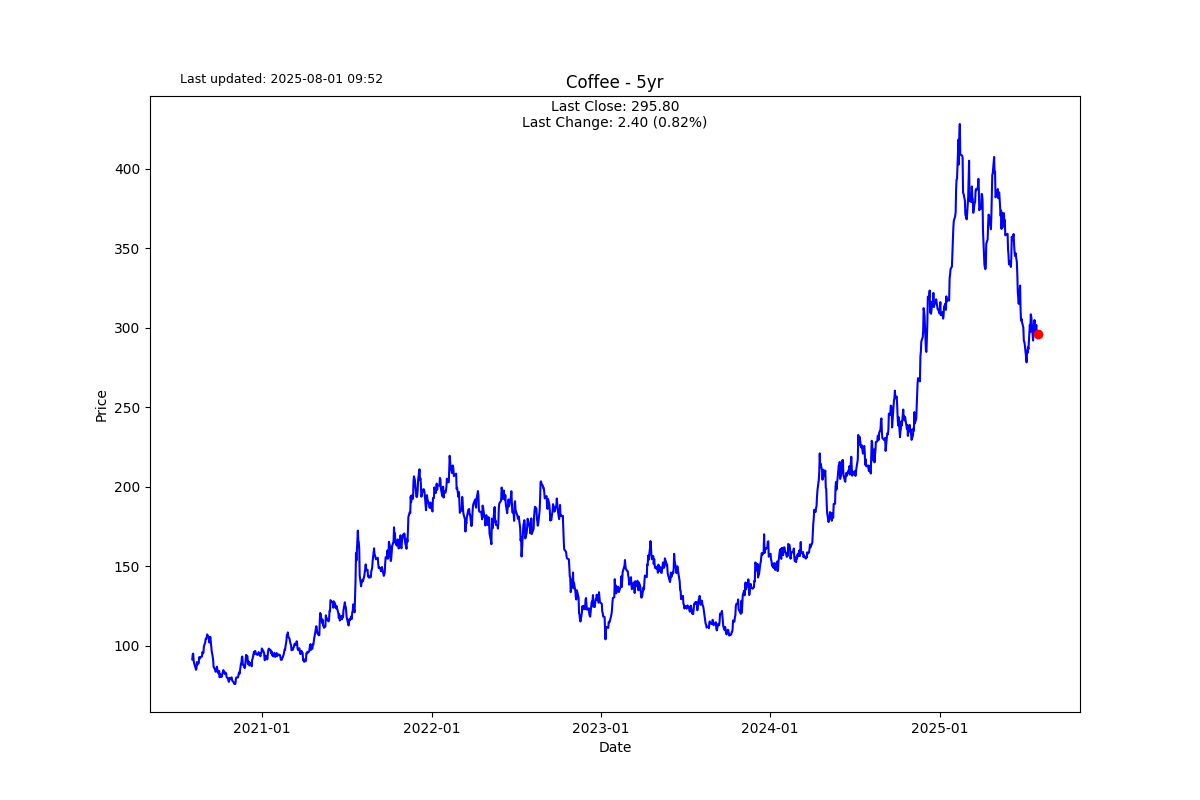 Last updated: 2025-08-01 09:52
Coffee - 5yr
Last Close: 295.80
Last Change: 2.40 (0.82%)
400
350
300
250
200
150
100
Price
2021-01
2022-01
2023-01
2024-01
2025-01
Date